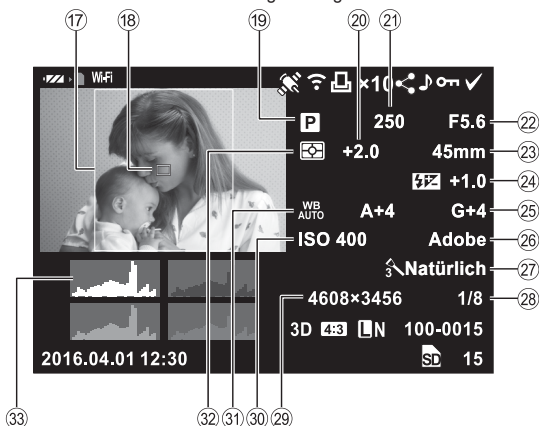 ⑰ ⑱ ⑲ ⑳ ㉑
Wi-Fi ×10
P 250 F5.6 ㉒
+2.0 45mm ㉓
+1.0 ㉔
WB AUTO A+4 G+4 ㉕
ISO 400 Adobe ㉖
3 Natürlich ㉗
4608×3456 1/8 ㉘
3D 4:3 LN 100-0015
2016.04.01 12:30 SD 15
㉝ ㉜ ㉛ ㉚ ㉙